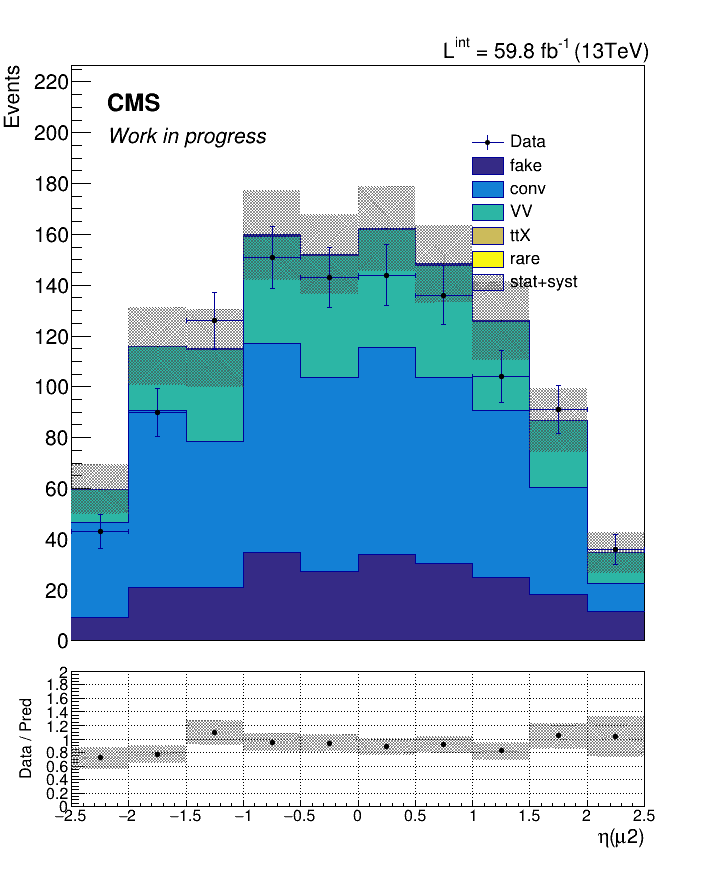 L^int = 59.8 fb^-1 (13TeV)
Events
CMS
Work in progress
Data
fake
conv
VV
ttX
rare
stat+syst
220
200
180
160
140
120
100
80
60
40
20
0
Data / Pred
2
1.8
1.6
1.4
1.2
1
0.8
0.6
0.4
0.2
0
−2.5 −2 −1.5 −1 −0.5 0 0.5 1 1.5 2 2.5
η(μ2)